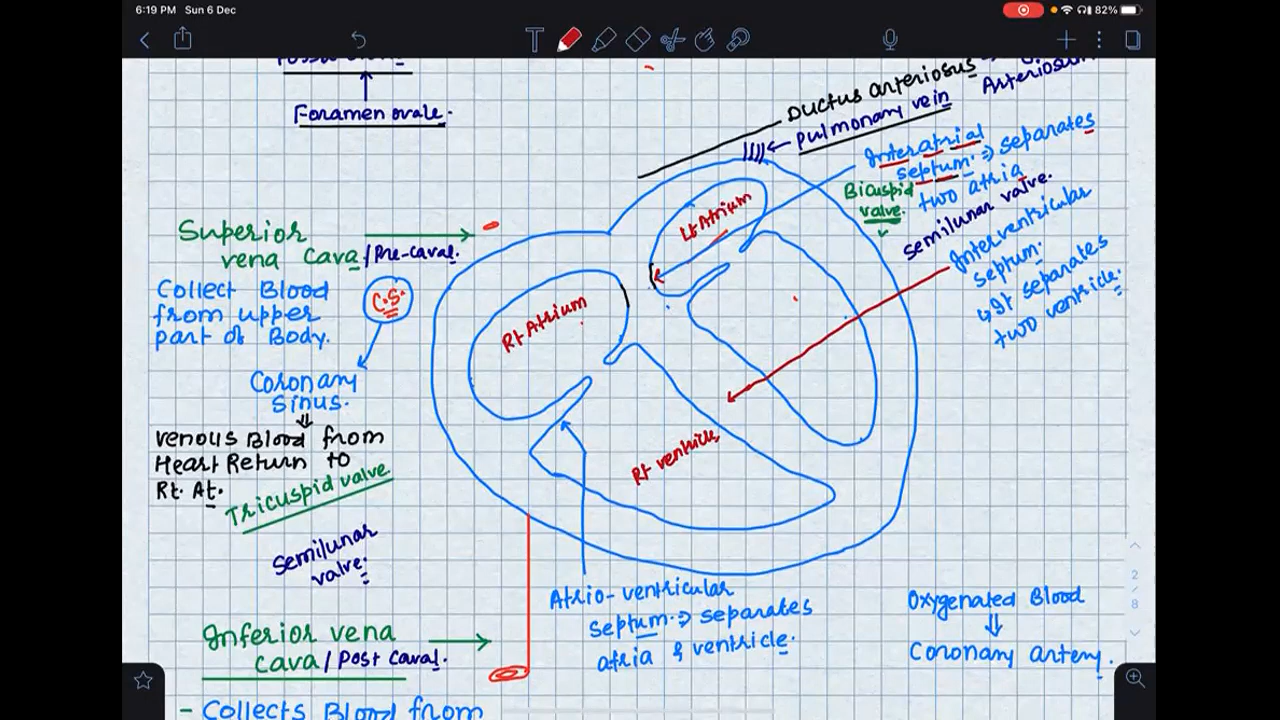 6:19 PM Sun 6 Dec
82%
Foramen ovale.
Ductus arteriosus
Pulmonary vein
Interatrial
septum. ⇒ separates
two atria
Bicuspid
valve.
semilunar valve.
Interventricular
septum.
↳ It separates
two ventricle.
Lt Atrium
Superior
vena cava / Pre-caval.
Collect Blood
from upper
part of Body.
C.S.
Coronary
sinus.
Venous Blood from
Heart Return to
Rt. At.
Tricuspid valve.
Semilunar
valve.
Rt Atrium
Rt ventricle
Atrio-ventricular
septum. ⇒ separates
atria & ventricle.
Oxygenated Blood
Coronary artery.
Inferior vena
cava / Post caval.
- Collects Blood from
2
/
8